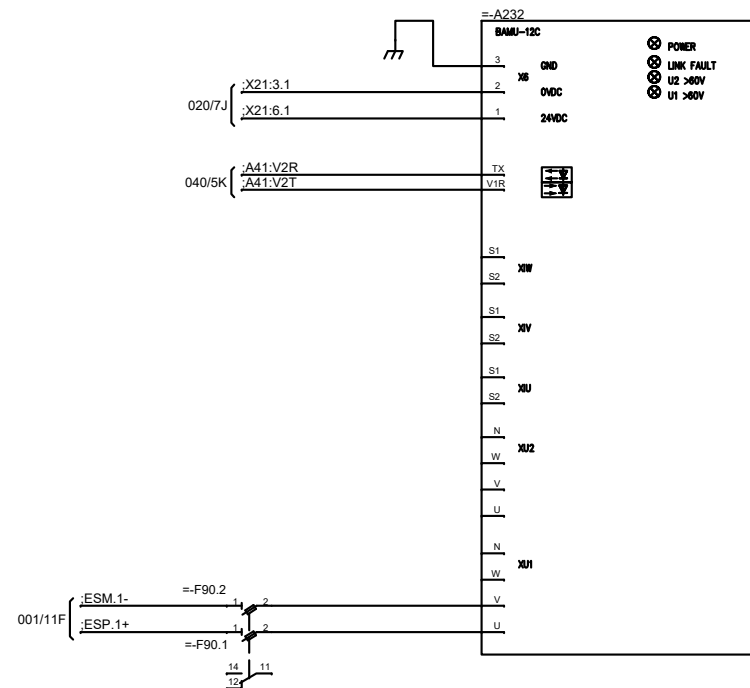 =-A232
BAMU-12C
POWER
LINK FAULT
U2 >60V
U1 >60V
3 GND
X6
;X21:3.1 2 0VDC
020/7J
;X21:6.1 1 24VDC
;A41:V2R TX
040/5K
;A41:V2T V1R
S1
XIW
S2
S1
XIV
S2
S1
XIU
S2
N
W XU2
V
U
N
XU1
W
=-F90.2
;ESM.1- 1 2 V
001/11F
;ESP.1+ 1 2 U
=-F90.1
14 11
12